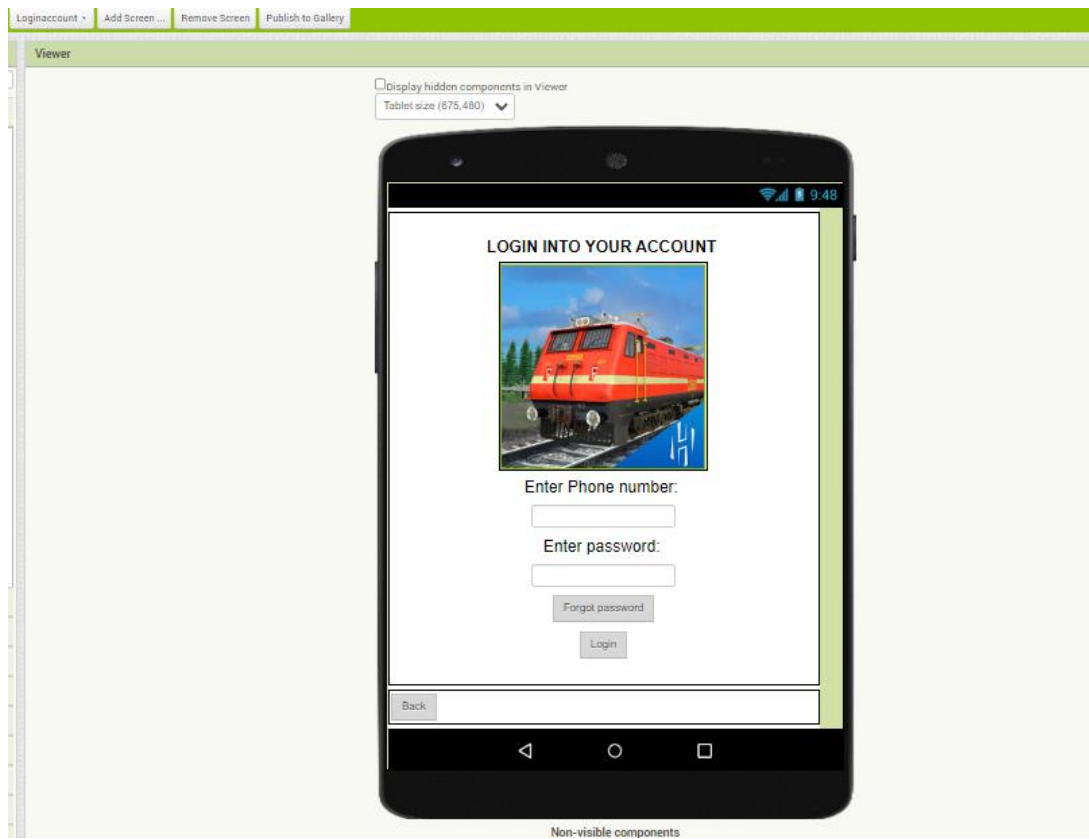 Loginaccount Add Screen ... Remove Screen Publish to Gallery
Viewer
Display hidden components in Viewer
Tablet size (675,480)
9:48
LOGIN INTO YOUR ACCOUNT
Enter Phone number:
Enter password:
Forgot password
Login
Back
Non-visible components